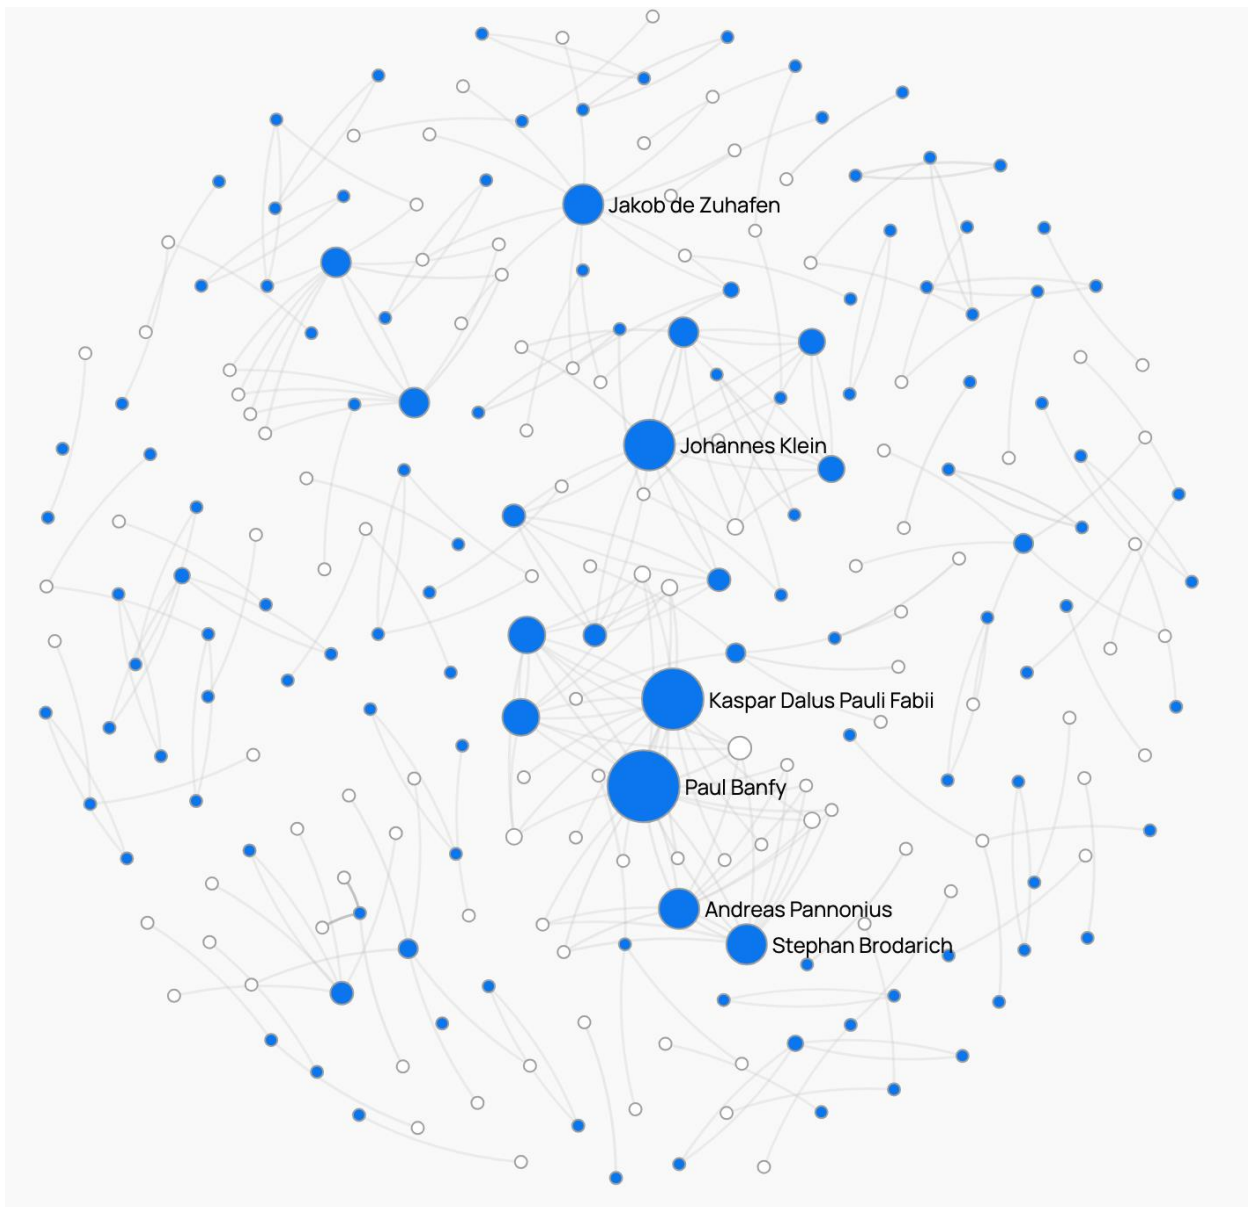 Jakob de Zuhafen
Johannes Klein
Kaspar Dalus Pauli Fabii
Paul Banfy
Andreas Pannonius
Stephan Brodarich